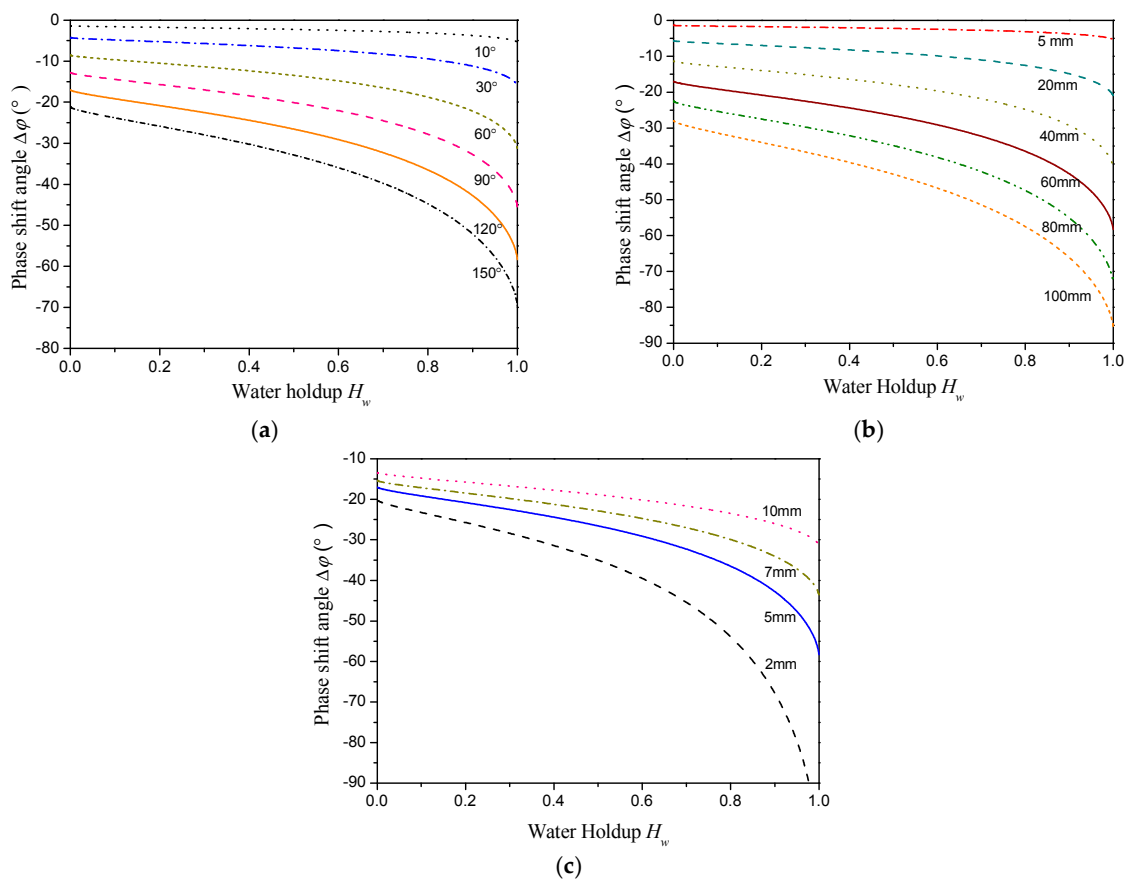 0
-10
-20
-30
-40
-50
-60
-70
-80
0.0 0.2 0.4 0.6 0.8 1.0
Phase shift angle Δφ (°)
Water holdup H_w
10°
30°
60°
90°
120°
150°
(a)
0
-10
-20
-30
-40
-50
-60
-70
-80
-90
0.0 0.2 0.4 0.6 0.8 1.0
Phase shift angle Δφ (°)
Water Holdup H_w
5 mm
20mm
40mm
60mm
80mm
100mm
(b)
-10
-20
-30
-40
-50
-60
-70
-80
-90
0.0 0.2 0.4 0.6 0.8 1.0
Phase shift angle Δφ (°)
Water Holdup H_w
10mm
7mm
5mm
2mm
(c)